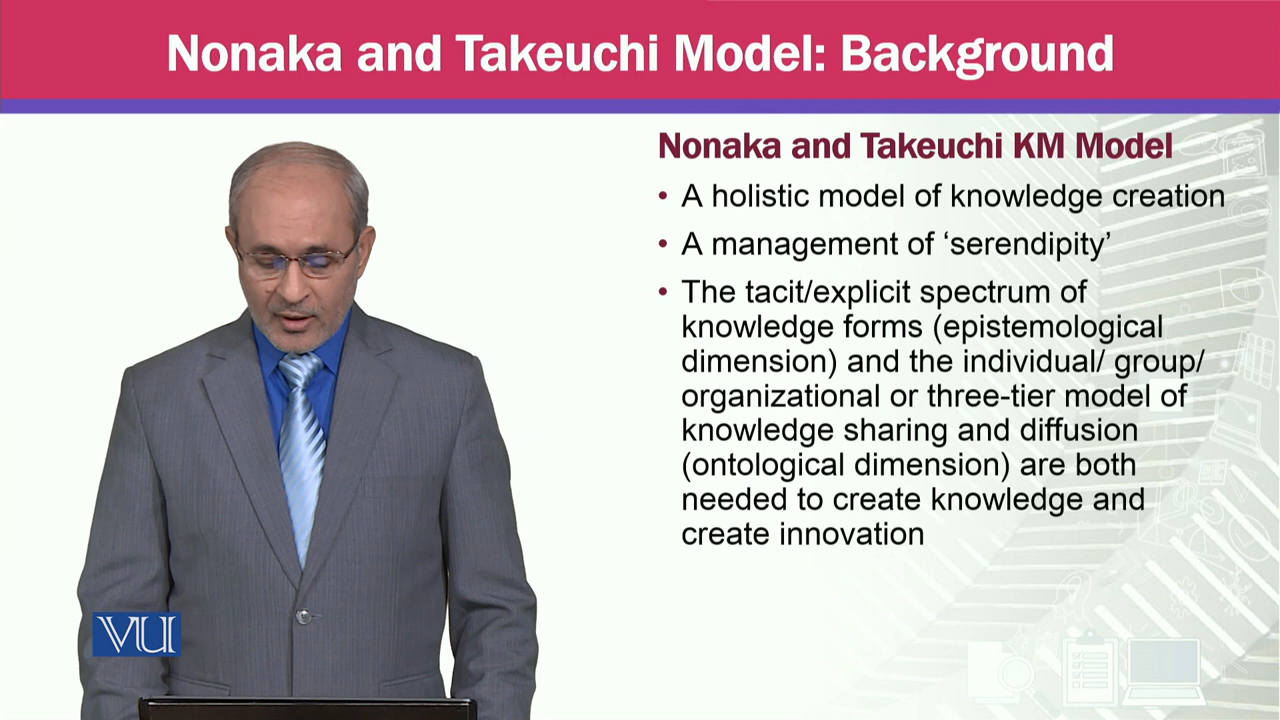 Nonaka and Takeuchi Model: Background
Nonaka and Takeuchi KM Model
• A holistic model of knowledge creation
• A management of ‘serendipity’
• The tacit/explicit spectrum of
knowledge forms (epistemological
dimension) and the individual/ group/
organizational or three-tier model of
knowledge sharing and diffusion
(ontological dimension) are both
needed to create knowledge and
create innovation
VU